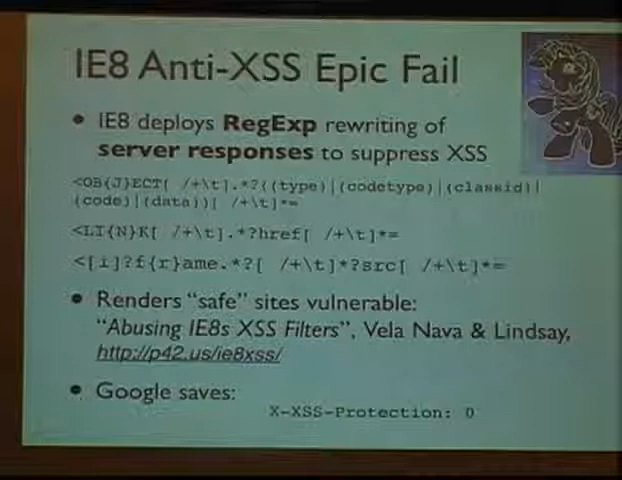 IE8 Anti-XSS Epic Fail
• IE8 deploys RegExp rewriting of
server responses to suppress XSS
<OB{J}ECT[ /+\t].*?((type)|(codetype)|(classid)|
(code)|(data))[ /+\t]*=
<LI{N}K[ /+\t].*?href[ /+\t]*=
<[i]?f{r}ame.*?[ /+\t]*?src[ /+\t]*=
• Renders “safe” sites vulnerable:
“Abusing IE8s XSS Filters”, Vela Nava & Lindsay,
http://p42.us/ie8xss/
• Google saves:
X-XSS-Protection: 0